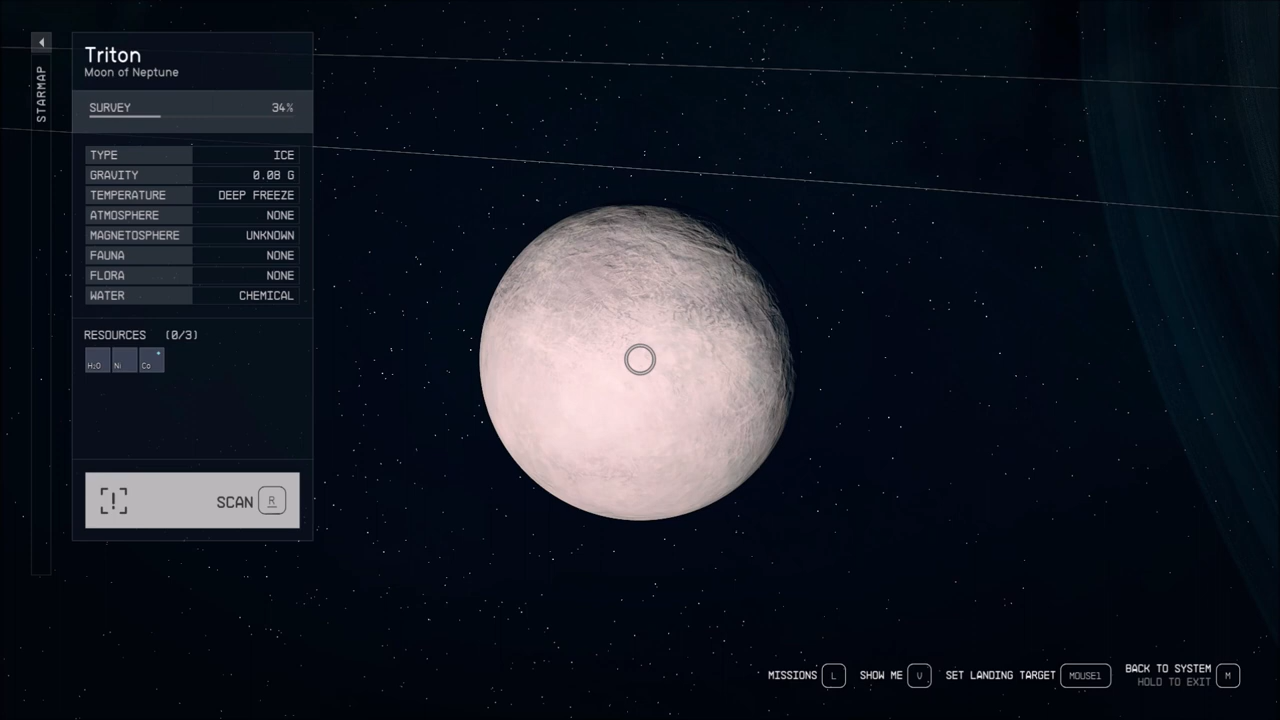 STARMAP
Triton
Moon of Neptune
SURVEY 34%
TYPE ICE
GRAVITY 0.08 G
TEMPERATURE DEEP FREEZE
ATMOSPHERE NONE
MAGNETOSPHERE UNKNOWN
FAUNA NONE
FLORA NONE
WATER CHEMICAL
RESOURCES (0/3)
H2O Ni Co
SCAN R
MISSIONS L SHOW ME V SET LANDING TARGET MOUSE1 BACK TO SYSTEM M
HOLD TO EXIT